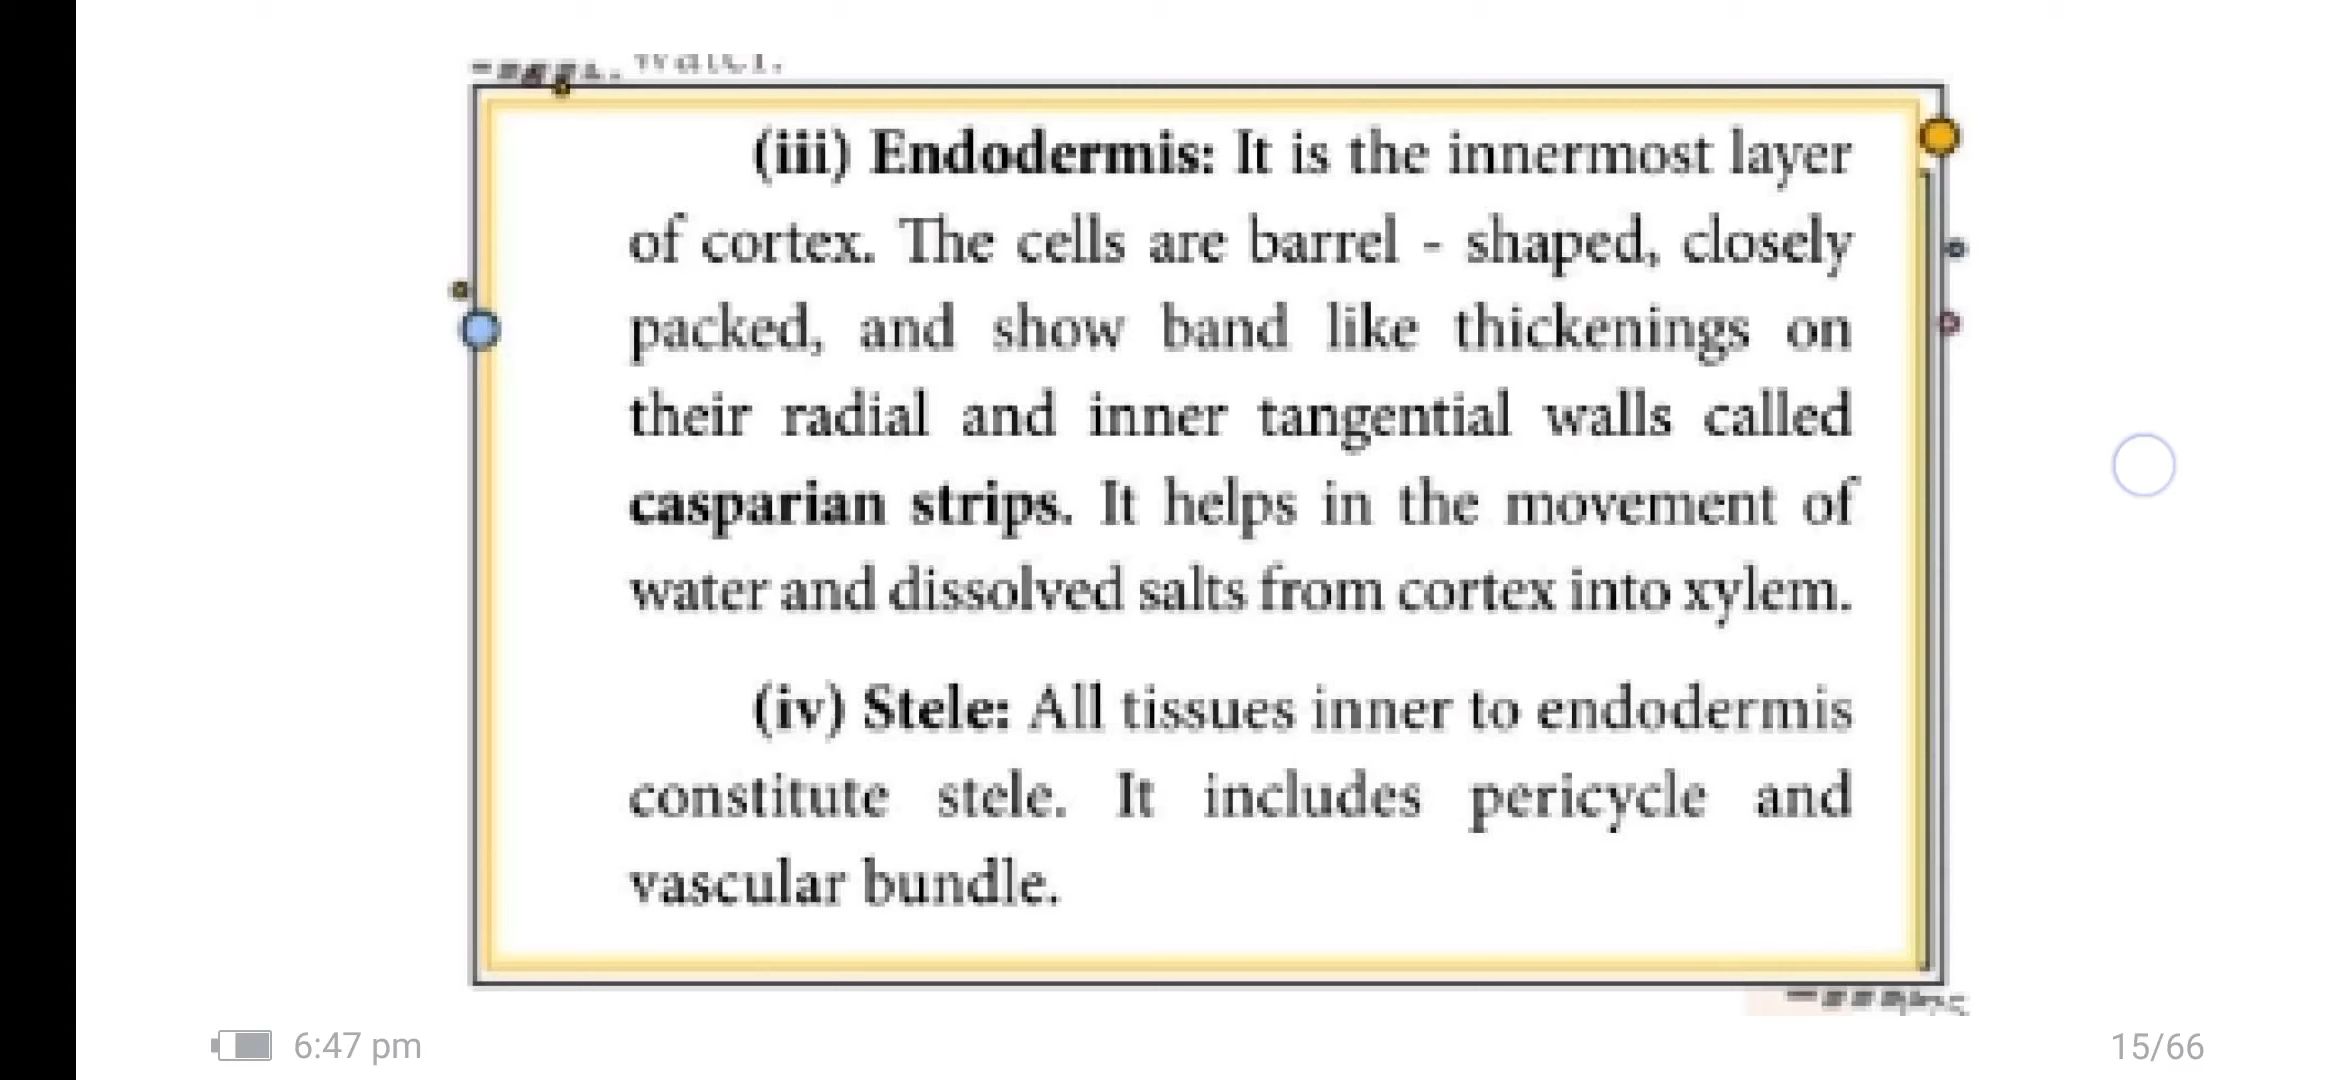 (iii) Endodermis: It is the innermost layer
of cortex. The cells are barrel - shaped, closely
packed, and show band like thickenings on
their radial and inner tangential walls called
casparian strips. It helps in the movement of
water and dissolved salts from cortex into xylem.
(iv) Stele: All tissues inner to endodermis
constitute stele. It includes pericycle and
vascular bundle.
6:47 pm
15/66